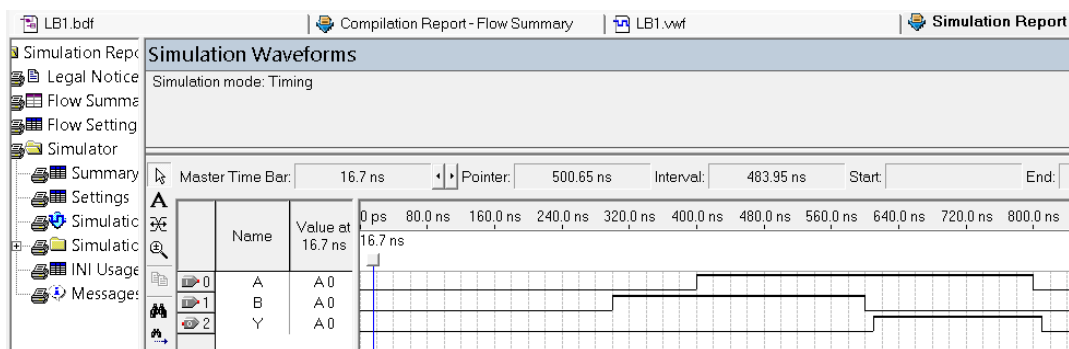 LB1.bdf
Compilation Report - Flow Summary
LB1.vwf
Simulation Report
Simulation Repo
Legal Notice
Flow Summa
Flow Setting
Simulator
Summary
Settings
Simulatic
Simulatic
INI Usage
Messages
Simulation Waveforms
Simulation mode: Timing
Master Time Bar: 16.7 ns Pointer: 500.65 ns Interval: 483.95 ns Start: End:
A
Name Value at 16.7 ns
0 ps 80.0 ns 160.0 ns 240.0 ns 320.0 ns 400.0 ns 480.0 ns 560.0 ns 640.0 ns 720.0 ns 800.0 ns
16.7 ns
0 A A 0
1 B A 0
2 Y A 0